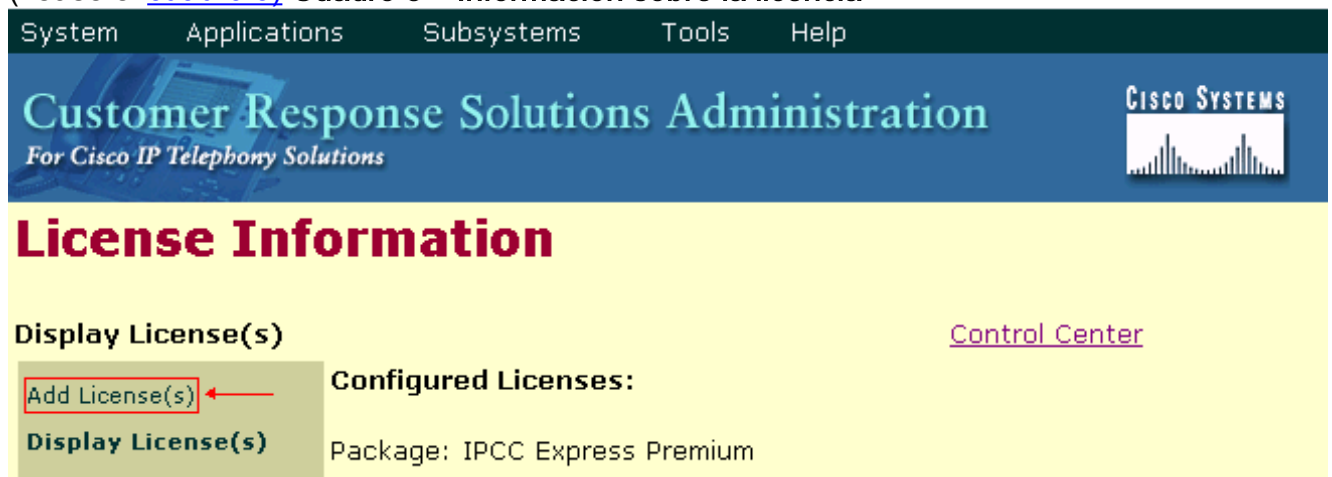 System Applications Subsystems Tools Help
Customer Response Solutions Administration
For Cisco IP Telephony Solutions
CISCO SYSTEMS
License Information
Display License(s) Control Center
Add License(s)
Configured Licenses:
Display License(s)
Package: IPCC Express Premium